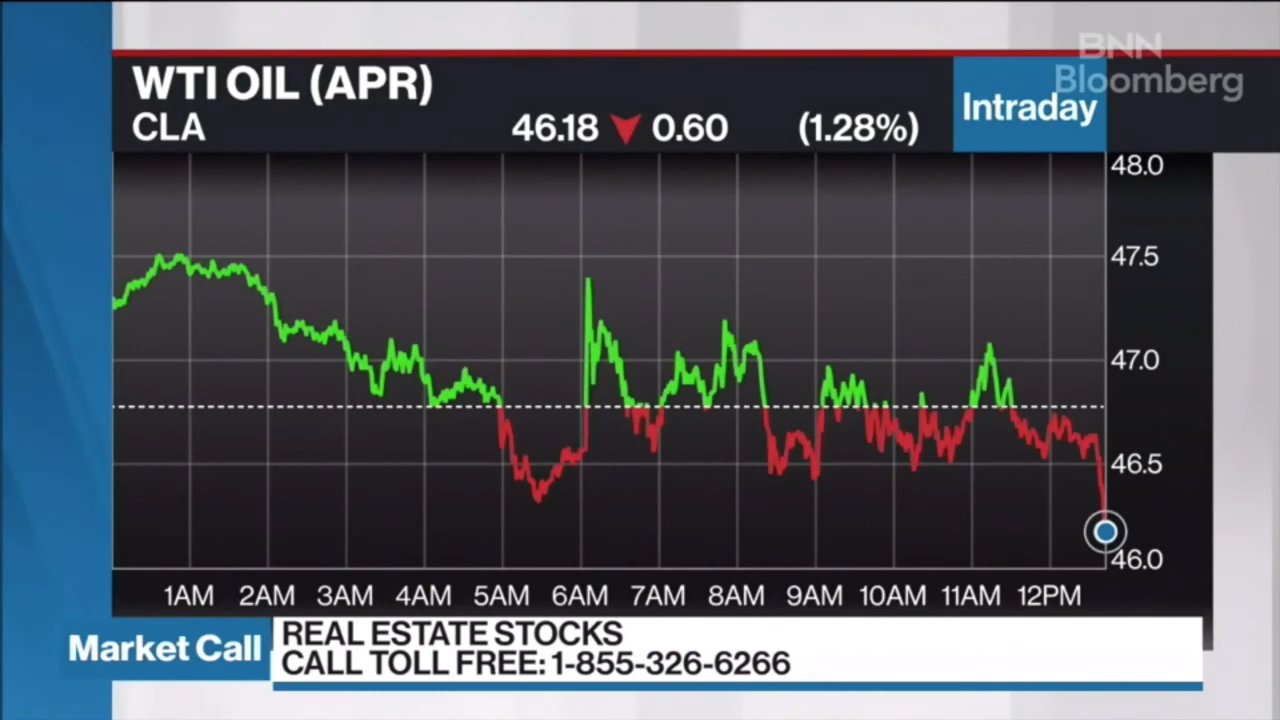 BNN
Bloomberg
WTI OIL (APR)
CLA 46.18 ▼ 0.60 (1.28%)
Intraday
48.0
47.5
47.0
46.5
46.0
1AM 2AM 3AM 4AM 5AM 6AM 7AM 8AM 9AM 10AM 11AM 12PM
Market Call
REAL ESTATE STOCKS
CALL TOLL FREE: 1-855-326-6266